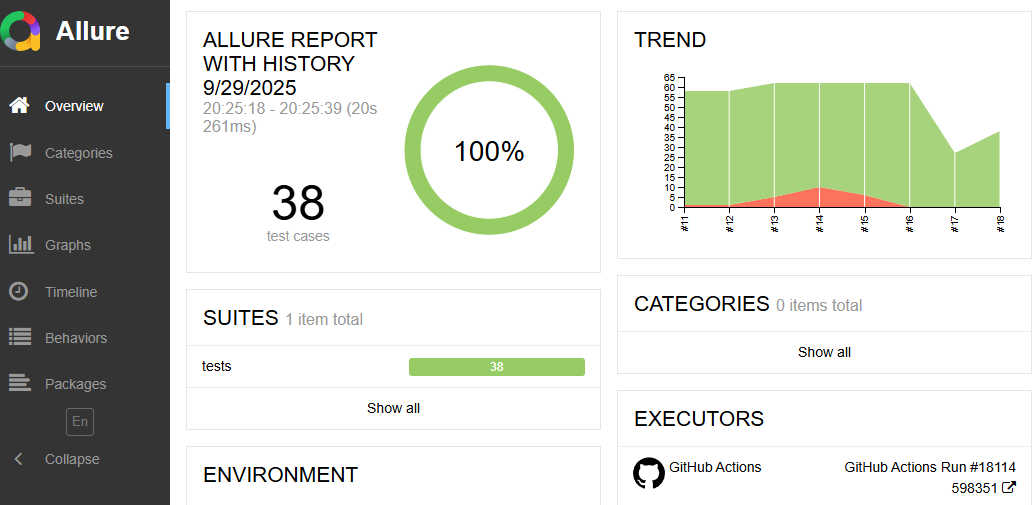 Allure
Overview
Categories
Suites
Graphs
Timeline
Behaviors
Packages
En
Collapse
ALLURE REPORT
WITH HISTORY
9/29/2025
20:25:18 - 20:25:39 (20s
261ms)
38
test cases
100%
SUITES 1 item total
tests 38
Show all
ENVIRONMENT
TREND
65
60
55
50
45
40
35
30
25
20
15
10
5
0
#11 #12 #13 #14 #15 #16 #17 #18
CATEGORIES 0 items total
Show all
EXECUTORS
GitHub Actions GitHub Actions Run #18114
598351